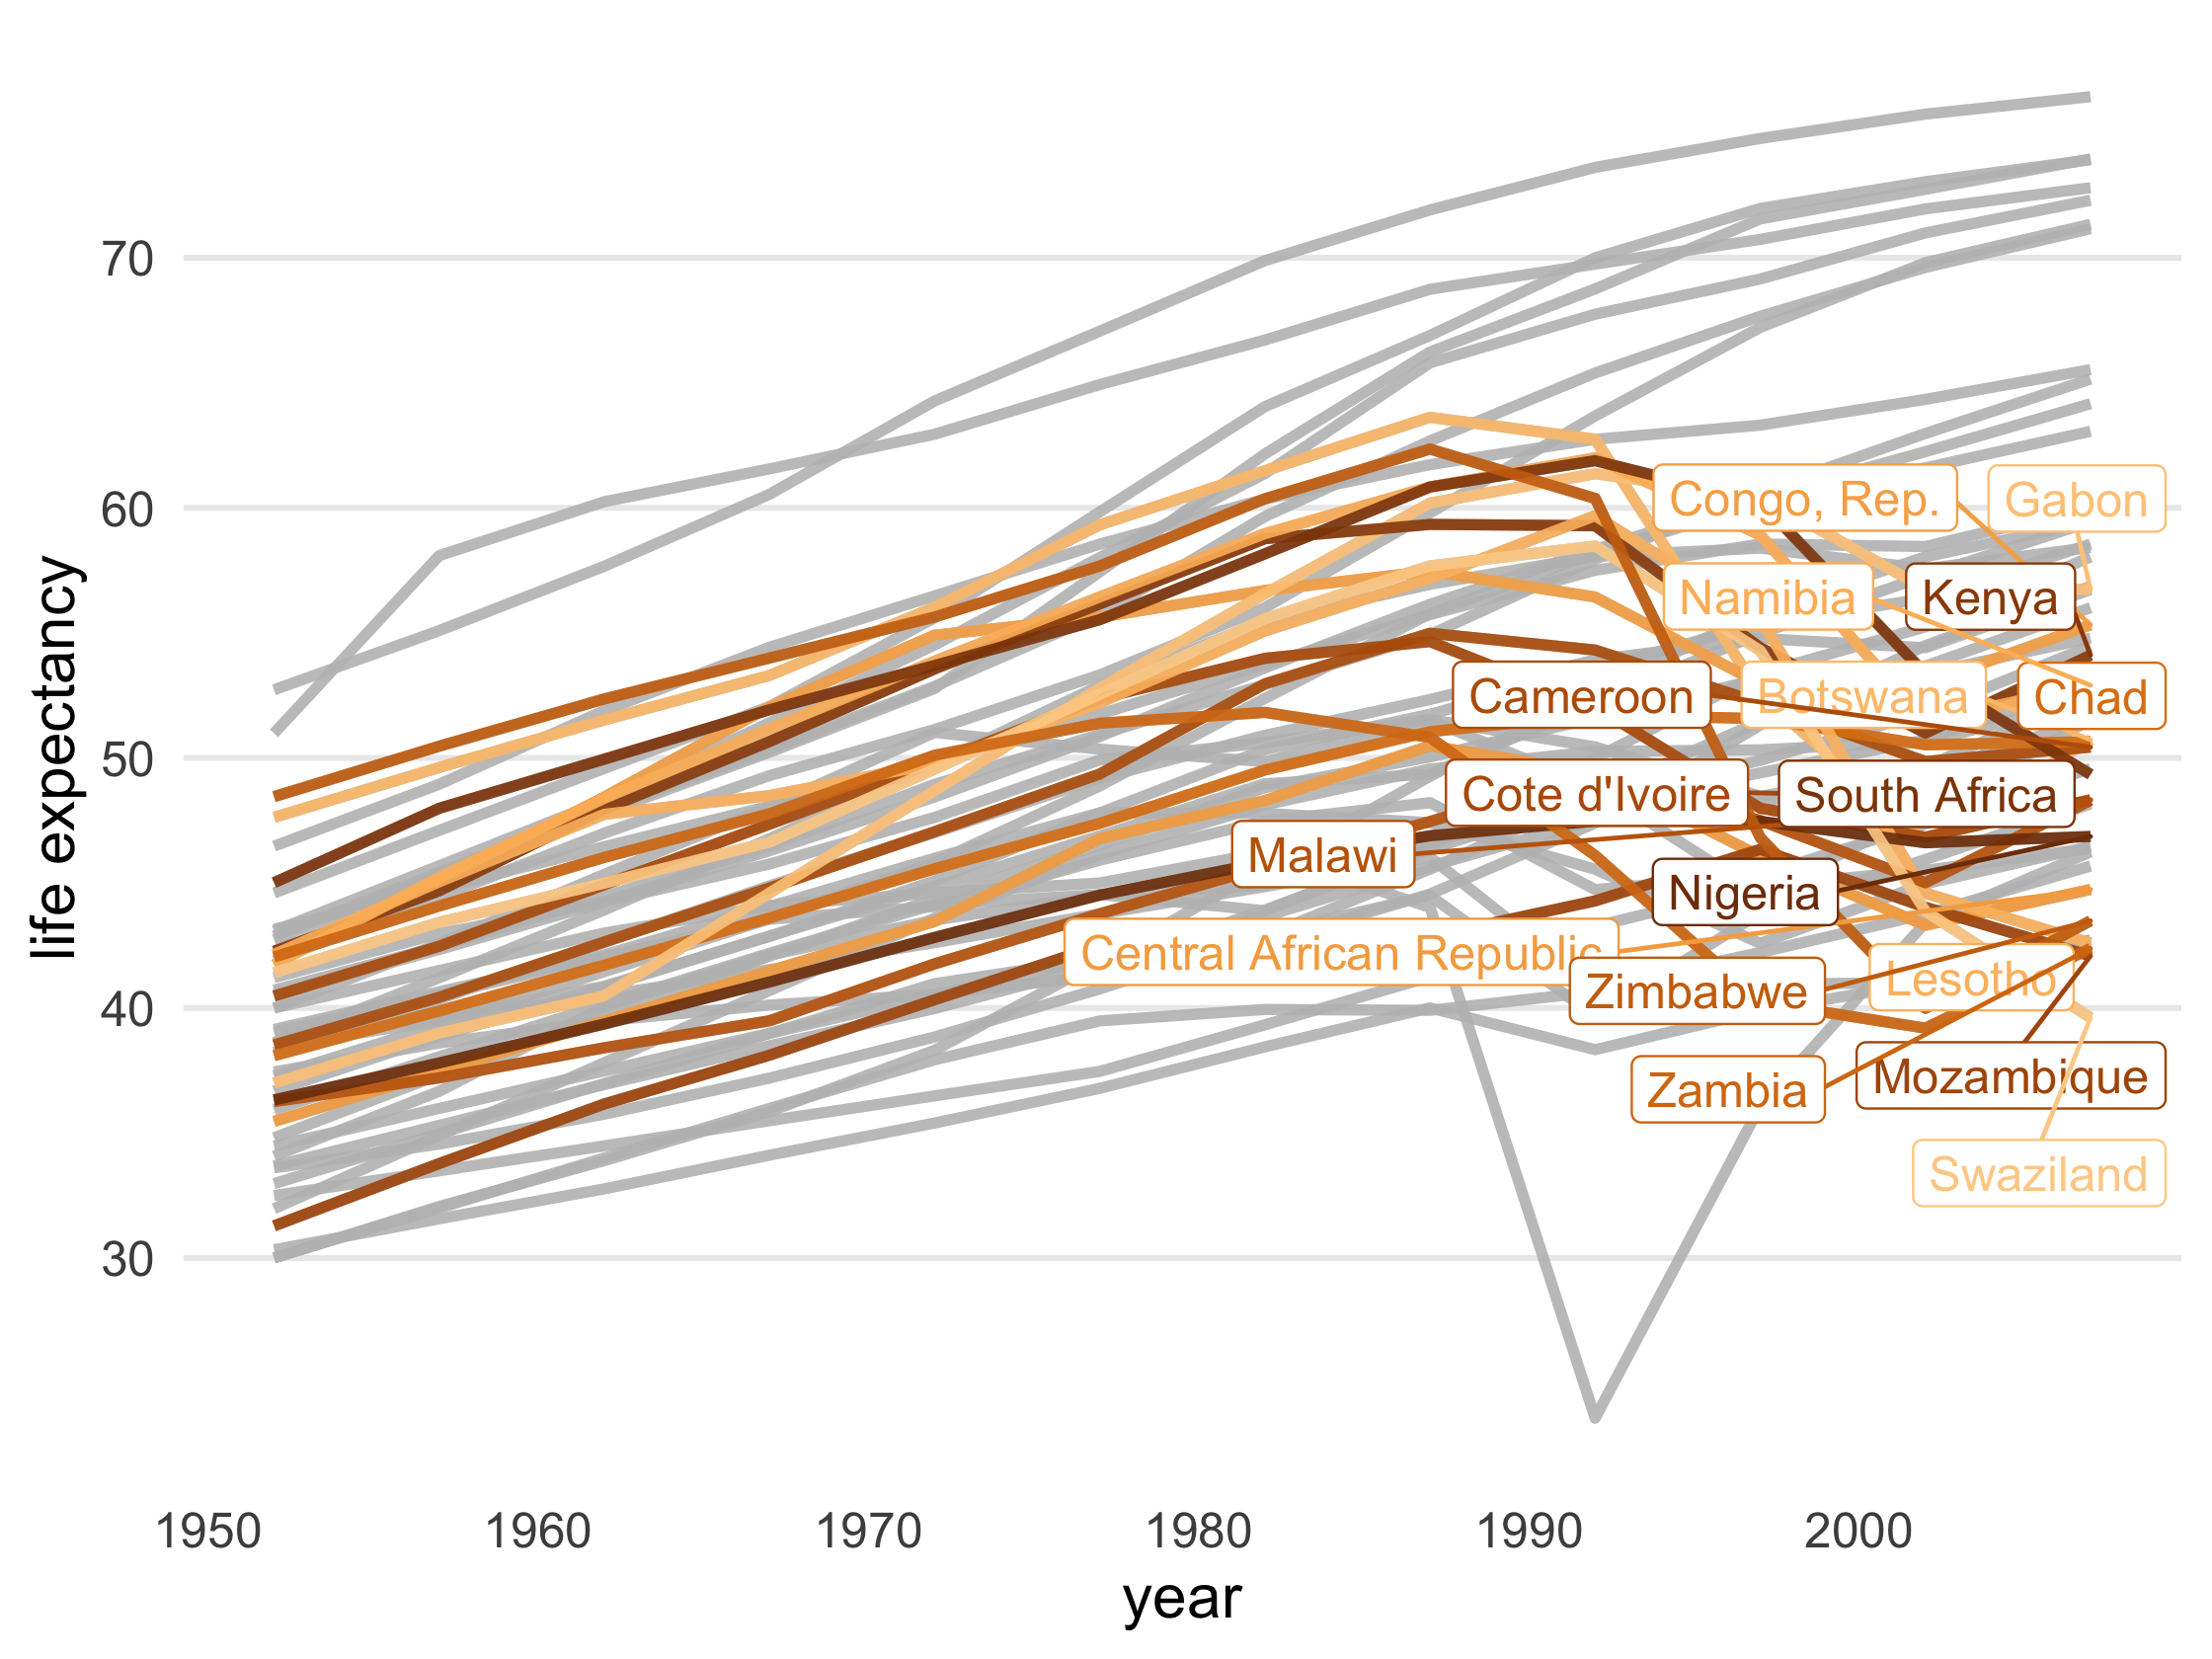 life expectancy
70
60
50
40
30
Congo, Rep.
Gabon
Namibia
Kenya
Cameroon
Botswana
Chad
Cote d'Ivoire
South Africa
Malawi
Nigeria
Central African Republic
Zimbabwe
Lesotho
Zambia
Mozambique
Swaziland
1950 1960 1970 1980 1990 2000
year